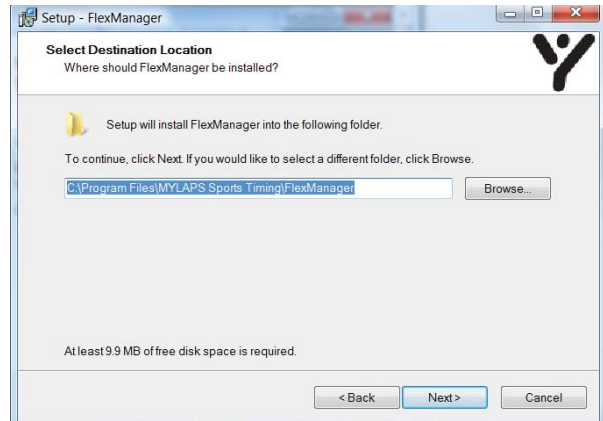 Setup - FlexManager
Select Destination Location
Where should FlexManager be installed?
Setup will install FlexManager into the following folder.
To continue, click Next. If you would like to select a different folder, click Browse.
C:\Program Files\MYLAPS Sports Timing\FlexManager
Browse...
At least 9.9 MB of free disk space is required.
< Back
Next >
Cancel